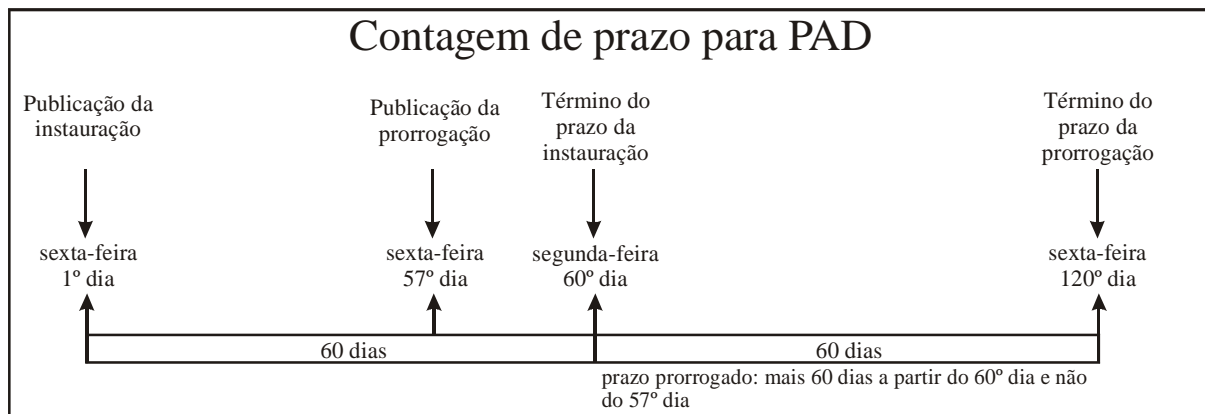 Contagem de prazo para PAD
Publicação da
instauração
Publicação da
prorrogação
Término do
prazo da
instauração
Término do
prazo da
prorrogação
sexta-feira
1º dia
sexta-feira
57º dia
segunda-feira
60º dia
sexta-feira
120º dia
60 dias
60 dias
prazo prorrogado: mais 60 dias a partir do 60º dia e não
do 57º dia